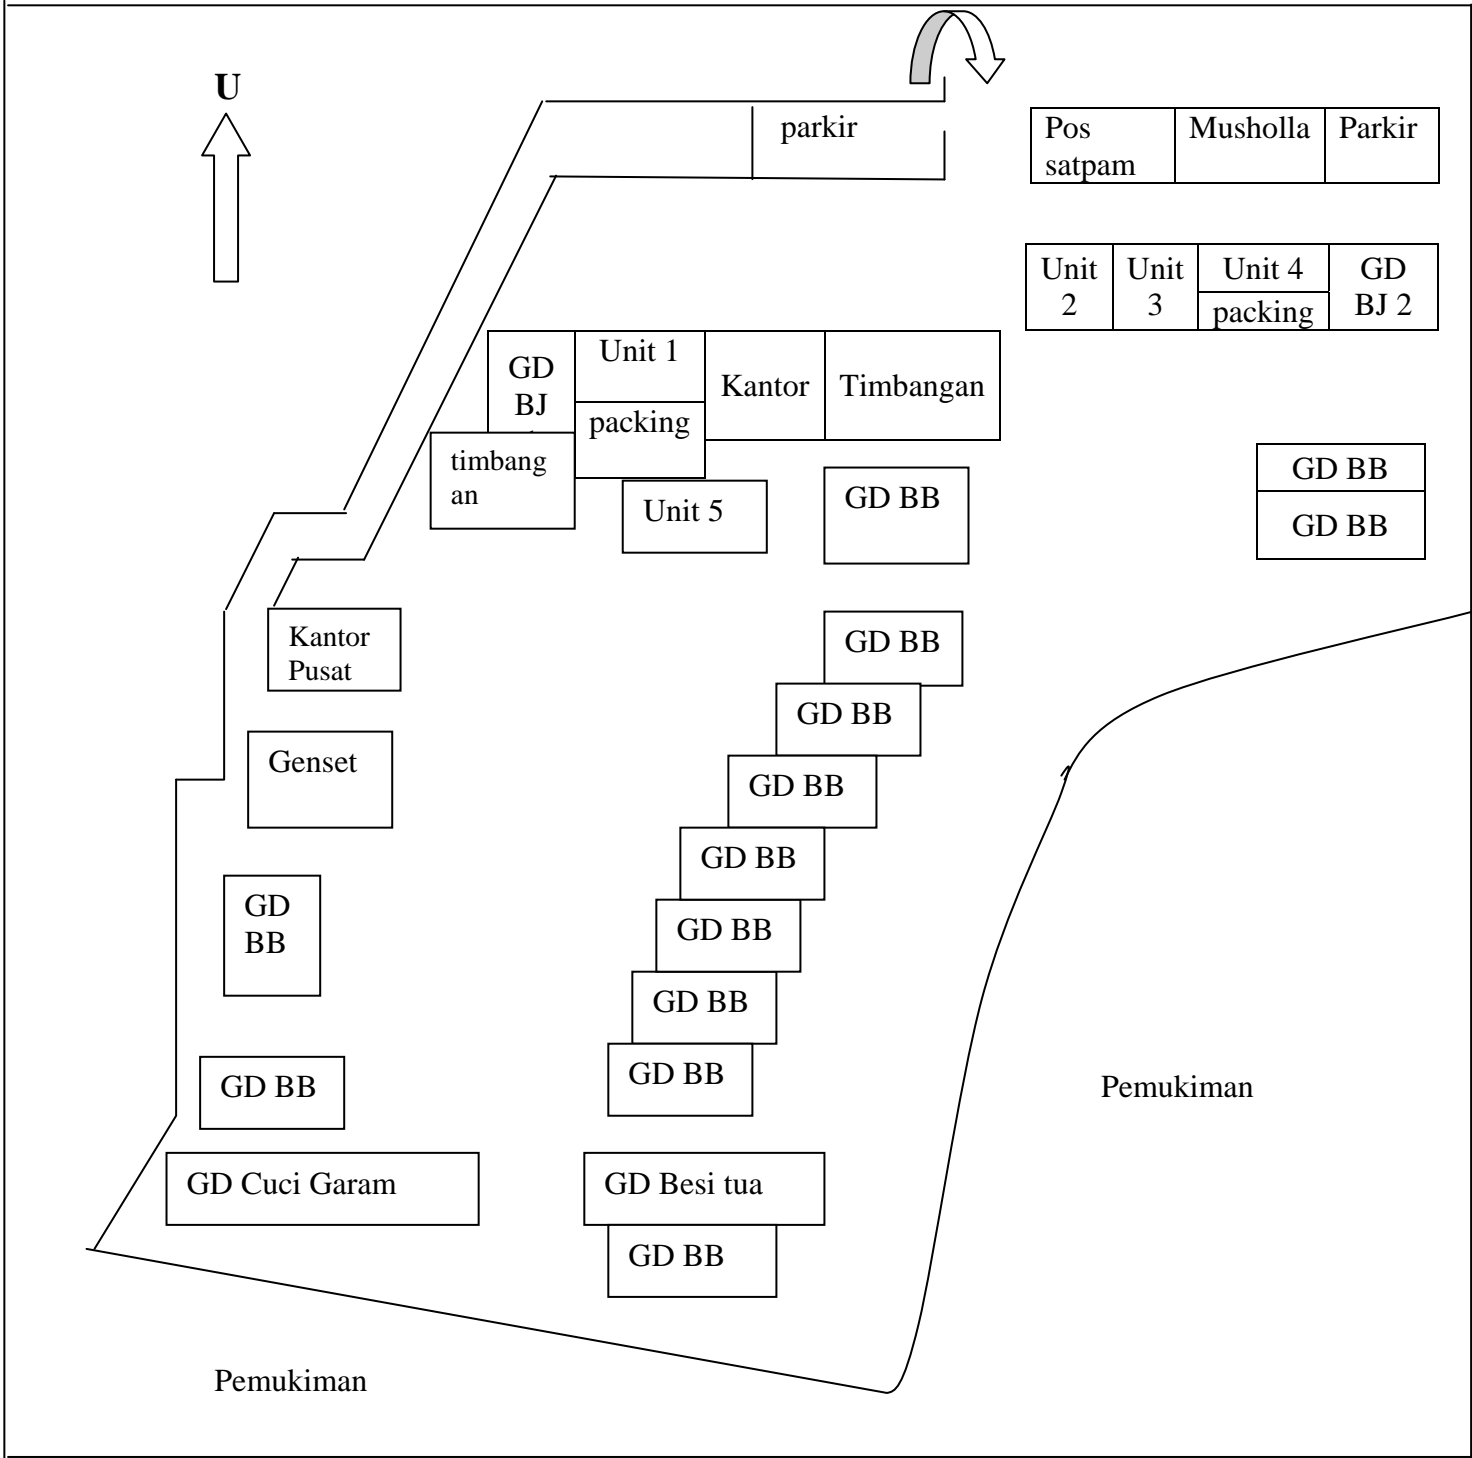 U
parkir
Pos
satpam
Musholla
Parkir
Unit
2
Unit
3
Unit 4
packing
GD
BJ 2
GD
BJ
Unit 1
packing
Kantor
Timbangan
timbang
an
Unit 5
GD BB
GD BB
GD BB
Kantor
Pusat
GD BB
GD BB
Genset
GD BB
GD BB
GD
BB
GD BB
GD BB
GD BB
GD BB
Pemukiman
GD Cuci Garam
GD Besi tua
GD BB
Pemukiman